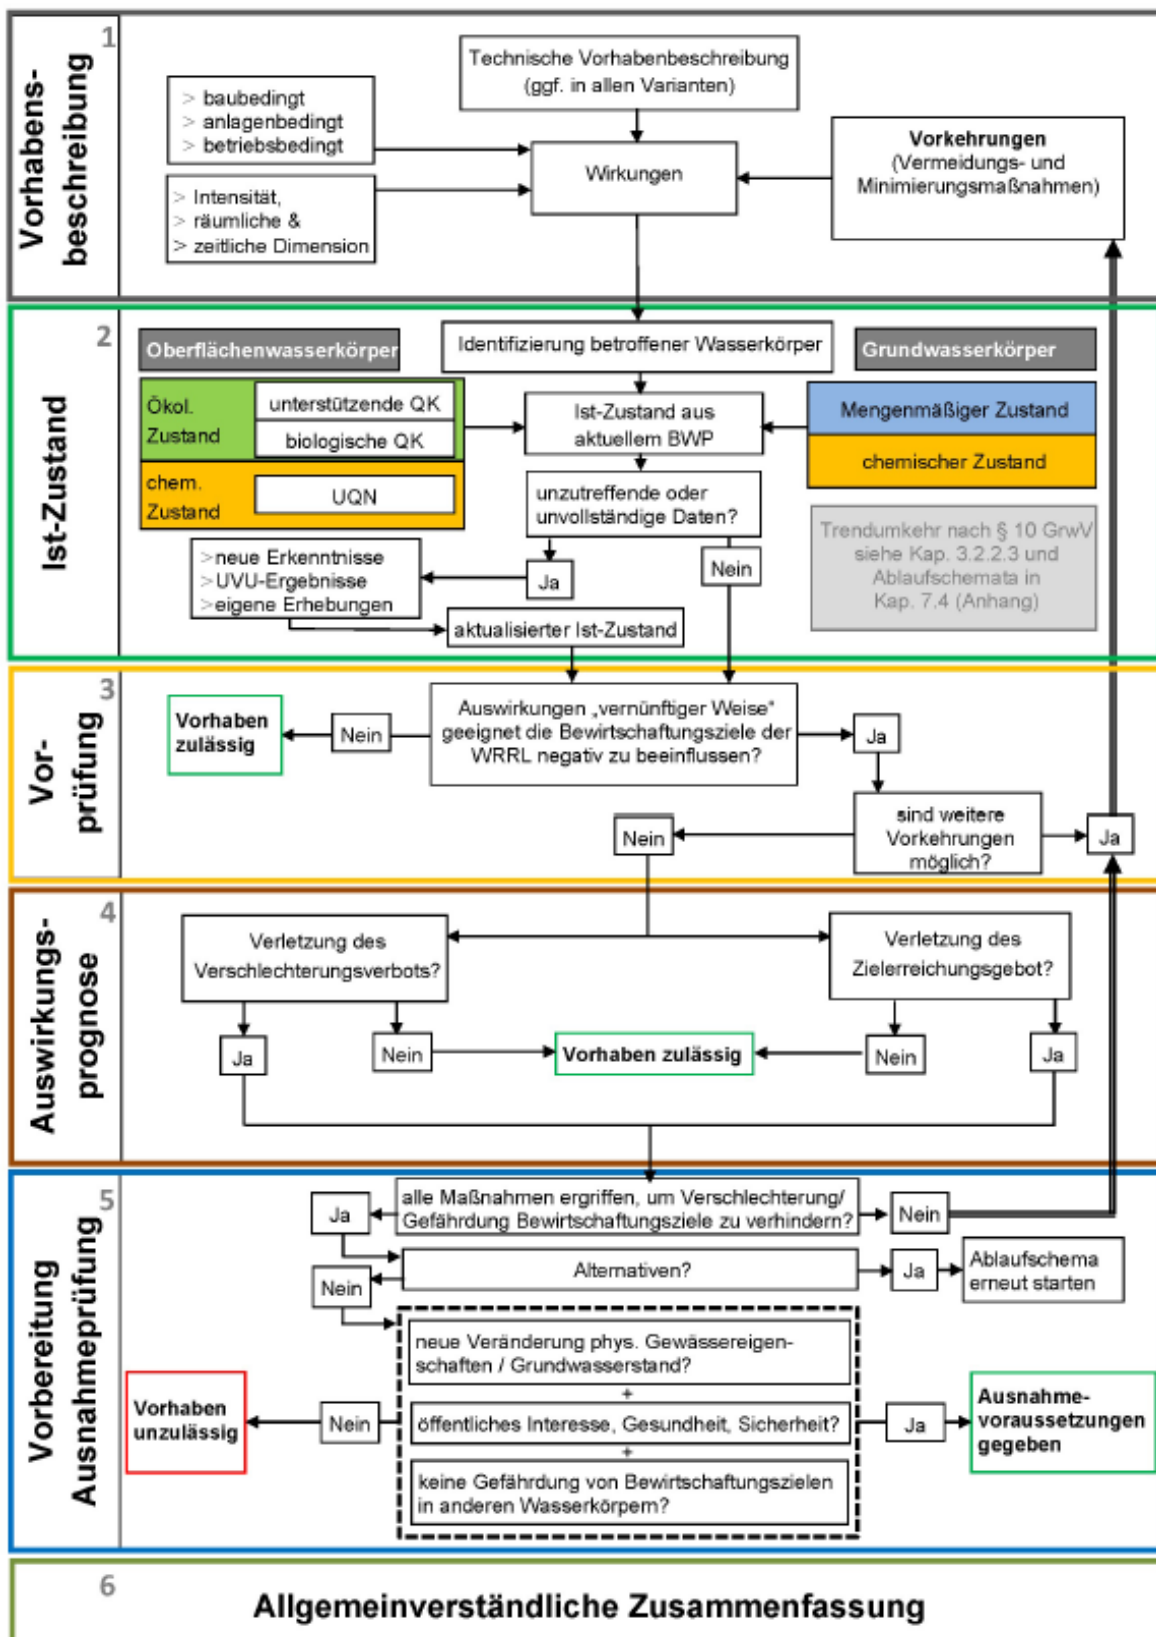 1
Vorhabens-
beschreibung
Technische Vorhabenbeschreibung
(ggf. in allen Varianten)
> baubedingt
> anlagenbedingt
> betriebsbedingt
> Intensität,
> räumliche &
> zeitliche Dimension
Wirkungen
Vorkehrungen
(Vermeidungs- und
Minimierungsmaßnahmen)
2
Ist-Zustand
Oberflächenwasserkörper
Identifizierung betroffener Wasserkörper
Grundwasserkörper
Ökol.
Zustand
unterstützende QK
biologische QK
chem.
Zustand
UQN
Ist-Zustand aus
aktuellem BWP
Mengenmäßiger Zustand
chemischer Zustand
unzutreffende oder
unvollständige Daten?
Trendumkehr nach § 10 GrwV
siehe Kap. 3.2.2.3 und
Ablaufschemata in
Kap. 7.4 (Anhang)
>neue Erkenntnisse
>UVU-Ergebnisse
>eigene Erhebungen
Ja
Nein
aktualisierter Ist-Zustand
3
Vor-
prüfung
Vorhaben
zulässig
Nein
Auswirkungen „vernünftiger Weise“
geeignet die Bewirtschaftungsziele der
WRRL negativ zu beeinflussen?
Ja
Nein
sind weitere
Vorkehrungen
möglich?
Ja
4
Auswirkungs-
prognose
Verletzung des
Verschlechterungsverbots?
Verletzung des
Zielerreichungsgebot?
Ja
Nein
Vorhaben zulässig
Nein
Ja
5
Vorbereitung
Ausnahmeprüfung
Ja
alle Maßnahmen ergriffen, um Verschlechterung/
Gefährdung Bewirtschaftungsziele zu verhindern?
Nein
Nein
Alternativen?
Ja
Ablaufschema
erneut starten
neue Veränderung phys. Gewässereigen-
schaften / Grundwasserstand?
+
Vorhaben
unzulässig
Nein
öffentliches Interesse, Gesundheit, Sicherheit?
Ja
Ausnahme-
voraussetzungen
gegeben
+
keine Gefährdung von Bewirtschaftungszielen
in anderen Wasserkörpern?
6
Allgemeinverständliche Zusammenfassung